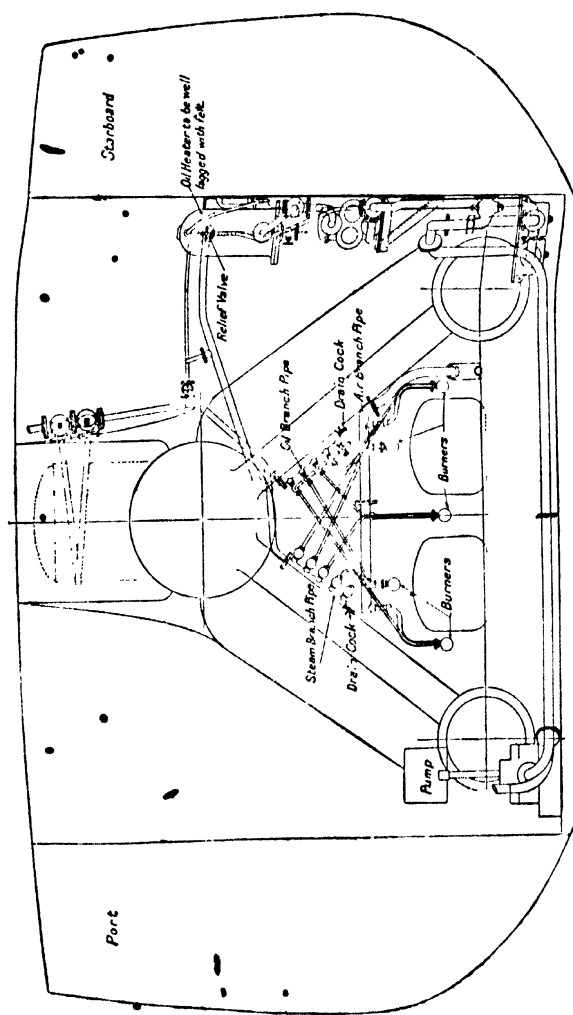 Starboard
Oil Heater to be well
lagged with felt
Relief Valve
Oil Branch Pipe
Drain Cock
Air Branch Pipe
Burners
Burners
Steam Branch Pipe
Drain Cock
Pump
Port